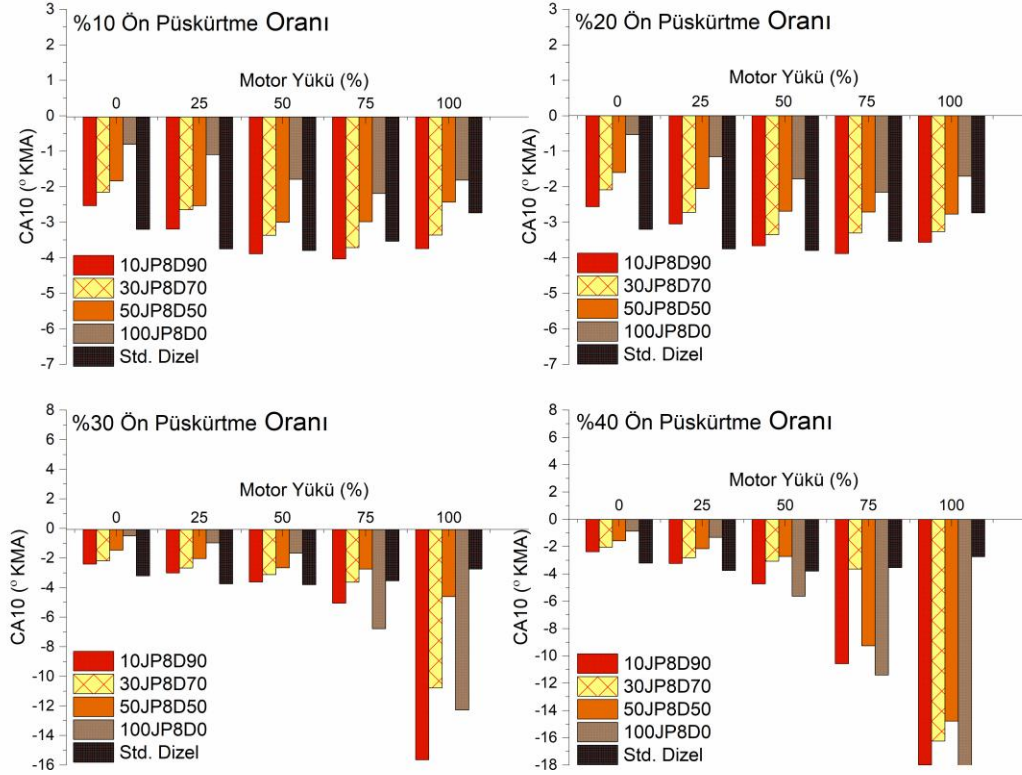 %10 Ön Püskürtme Oranı
Motor Yükü (%)
0 25 50 75 100
3
2
1
0
-1
-2
-3
-4
-5
-6
-7
CA10 (° KMA)
10JP8D90
30JP8D70
50JP8D50
100JP8D0
Std. Dizel
%20 Ön Püskürtme Oranı
Motor Yükü (%)
0 25 50 75 100
3
2
1
0
-1
-2
-3
-4
-5
-6
-7
CA10 (° KMA)
10JP8D90
30JP8D70
50JP8D50
100JP8D0
Std. Dizel
%30 Ön Püskürtme Oranı
Motor Yükü (%)
0 25 50 75 100
8
6
4
2
0
-2
-4
-6
-8
-10
-12
-14
-16
CA10 (° KMA)
10JP8D90
30JP8D70
50JP8D50
100JP8D0
Std. Dizel
%40 Ön Püskürtme Oranı
Motor Yükü (%)
0 25 50 75 100
8
6
4
2
0
-2
-4
-6
-8
-10
-12
-14
-16
-18
CA10 (° KMA)
10JP8D90
30JP8D70
50JP8D50
100JP8D0
Std. Dizel